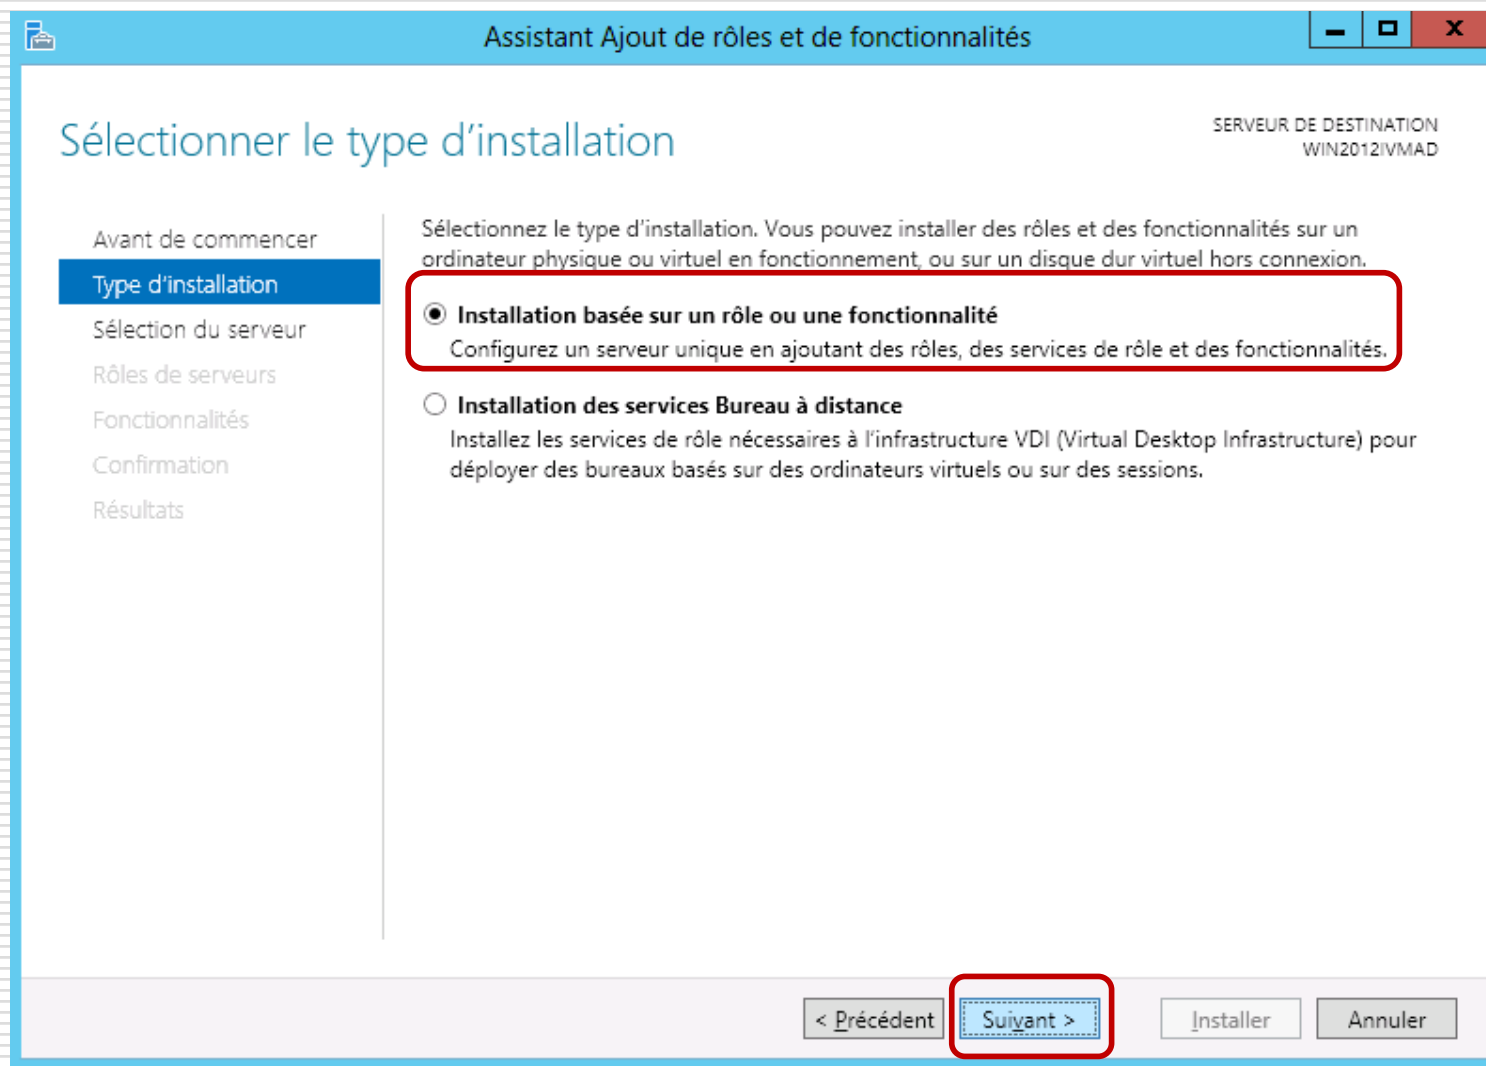 Assistant Ajout de rôles et de fonctionnalités
Sélectionner le type d’installation
SERVEUR DE DESTINATION
WIN2012IVMAD
Avant de commencer
Type d’installation
Sélection du serveur
Rôles de serveurs
Fonctionnalités
Confirmation
Résultats
Sélectionnez le type d’installation. Vous pouvez installer des rôles et des fonctionnalités sur un
ordinateur physique ou virtuel en fonctionnement, ou sur un disque dur virtuel hors connexion.
Installation basée sur un rôle ou une fonctionnalité
Configurez un serveur unique en ajoutant des rôles, des services de rôle et des fonctionnalités.
Installation des services Bureau à distance
Installez les services de rôle nécessaires à l’infrastructure VDI (Virtual Desktop Infrastructure) pour
déployer des bureaux basés sur des ordinateurs virtuels ou sur des sessions.
< Précédent
Suivant >
Installer
Annuler